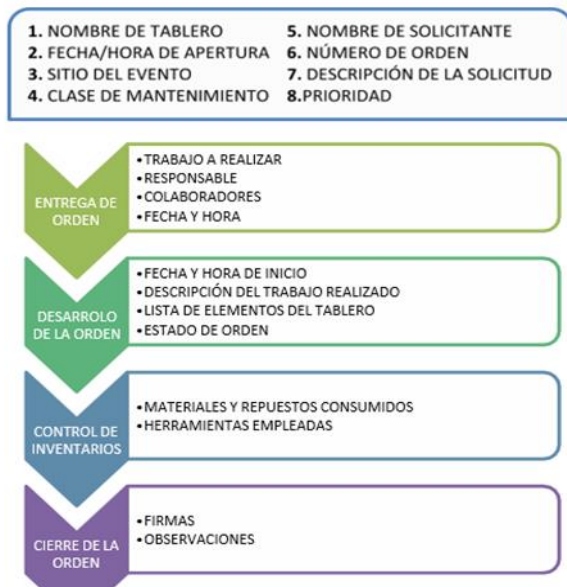 1. NOMBRE DE TABLERO
2. FECHA/HORA DE APERTURA
3. SITIO DEL EVENTO
4. CLASE DE MANTENIMIENTO
5. NOMBRE DE SOLICITANTE
6. NÚMERO DE ORDEN
7. DESCRIPCIÓN DE LA SOLICITUD
8.PRIORIDAD
ENTREGA DE
ORDEN
•TRABAJO A REALIZAR
•RESPONSABLE
•COLABORADORES
•FECHA Y HORA
DESARROLO
DE LA ORDEN
•FECHA Y HORA DE INICIO
•DESCRIPCIÓN DEL TRABAJO REALIZADO
•LISTA DE ELEMENTOS DEL TABLERO
•ESTADO DE ORDEN
CONTROL DE
INVENTARIOS
•MATERIALES Y REPUESTOS CONSUMIDOS
•HERRAMIENTAS EMPLEADAS
CIERRE DE LA
ORDEN
•FIRMAS
•OBSERVACIONES